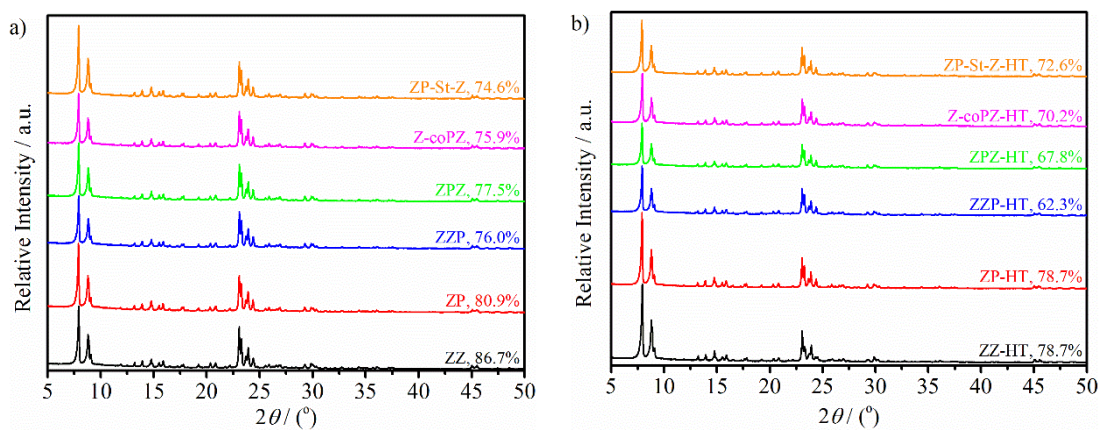 a)
Relative Intensity / a.u.
ZP-St-Z, 74.6%
Z-coPZ, 75.9%
ZPZ, 77.5%
ZZP, 76.0%
ZP, 80.9%
ZZ, 86.7%
5 10 15 20 25 30 35 40 45 50
2θ / (°)
b)
Relative Intensity / a.u.
ZP-St-Z-HT, 72.6%
Z-coPZ-HT, 70.2%
ZPZ-HT, 67.8%
ZZP-HT, 62.3%
ZP-HT, 78.7%
ZZ-HT, 78.7%
5 10 15 20 25 30 35 40 45 50
2θ / (°)